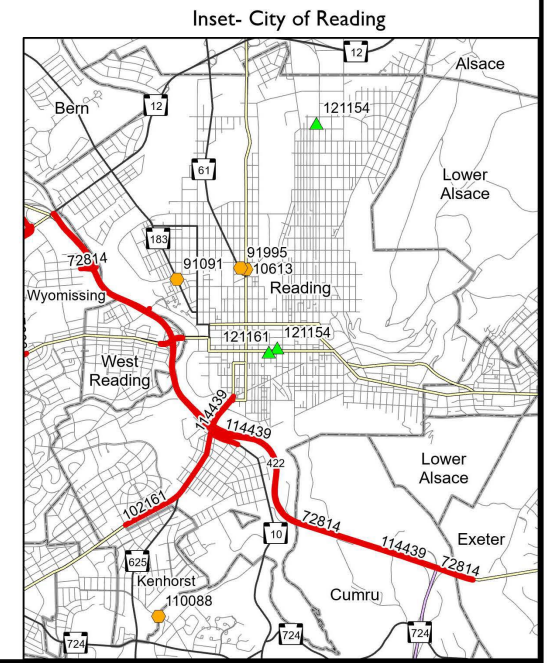 Inset- City of Reading
12
Alsace
Bern
12
121154
61
Lower
Alsace
183
72814
91091
91995
10613
Reading
Wyomissing
121161
121154
West
Reading
114439
114439
422
Lower
Alsace
102161
72814
10
114439
Exeter
72814
625
Kenhorst
110088
Cumru
724
724
724